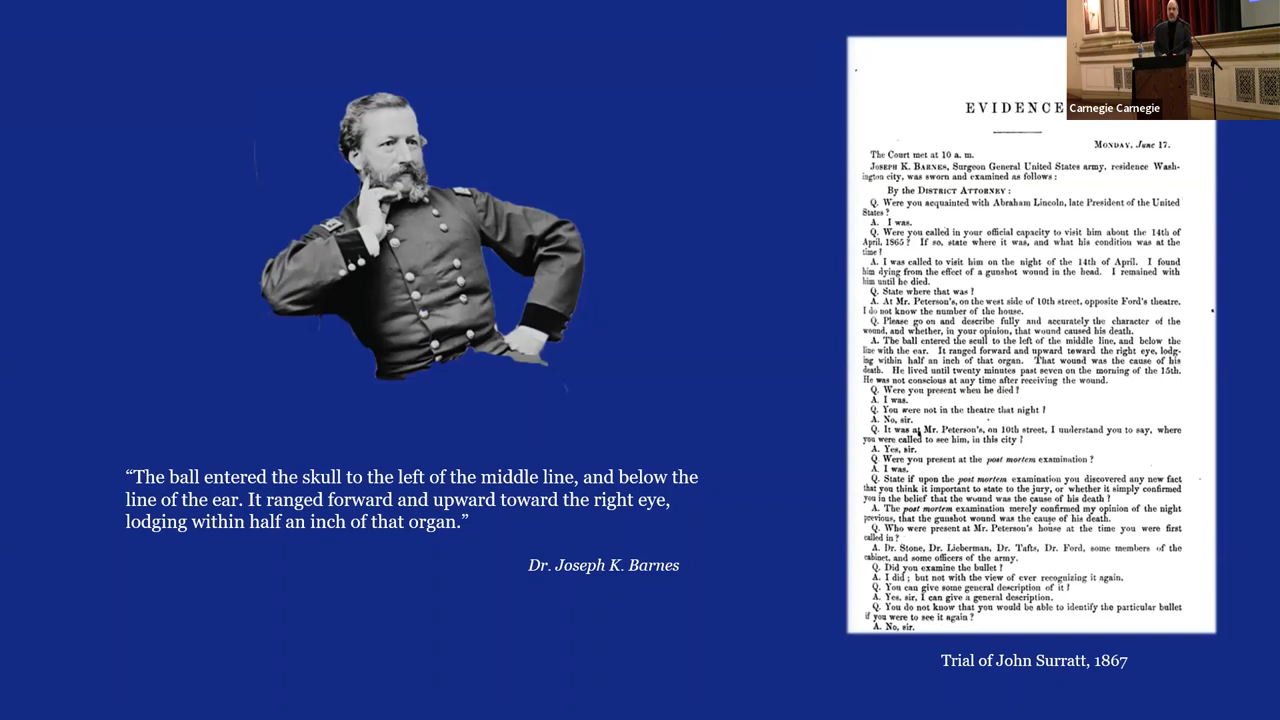 “The ball entered the skull to the left of the middle line, and below the
line of the ear. It ranged forward and upward toward the right eye,
lodging within half an inch of that organ.”
Dr. Joseph K. Barnes
Carnegie Carnegie
EVIDENCE
MONDAY, June 17.
The Court met at 10 a. m.
JOSEPH K. BARNES, Surgeon General United States army, residence Wash-
ington city, was sworn and examined as follows :
By the DISTRICT ATTORNEY :
Q. Were you acquainted with Abraham Lincoln, late President of the United
States ?
A. I was.
Q. Were you called in your official capacity to visit him about the 14th of
April, 1865 ? If so, state where it was, and what his condition was at the
time ?
A. I was called to visit him on the night of the 14th of April. I found
him dying from the effect of a gunshot wound in the head. I remained with
him until he died.
Q. State where that was ?
A. At Mr. Peterson's, on the west side of 10th street, opposite Ford's theatre.
I do not know the number of the house.
Q. Please go on and describe fully and accurately the character of the
wound, and whether, in your opinion, that wound caused his death.
A. The ball entered the scull to the left of the middle line, and below the
line with the ear. It ranged forward and upward toward the right eye, lodg-
ing within half an inch of that organ. That wound was the cause of his
death. He lived until twenty minutes past seven on the morning of the 15th.
He was not conscious at any time after receiving the wound.
Q. Were you present when he died ?
A. I was.
Q. You were not in the theatre that night ?
A. No, sir.
Q. It was at Mr. Peterson's, on 10th street, I understand you to say, where
you were called to see him, in this city ?
A. Yes, sir.
Q. Were you present at the post mortem examination ?
A. I was.
Q. State if upon the post mortem examination you discovered any new fact
that you think it important to state to the jury, or whether it simply confirmed
you in the belief that the wound was the cause of his death ?
A. The post mortem examination merely confirmed my opinion of the night
previous, that the gunshot wound was the cause of his death.
Q. Who were present at Mr. Peterson's house at the time you were first
called in ?
A. Dr. Stone, Dr. Lieberman, Dr. Tafts, Dr. Ford, some members of the
cabinet, and some officers of the army.
Q. Did you examine the bullet ?
A. I did ; but not with the view of ever recognizing it again.
Q. You can give some general description of it ?
A. Yes, sir, I can give a general description.
Q. You do not know that you would be able to identify the particular bullet
if you were to see it again ?
A. No, sir.
Trial of John Surratt, 1867